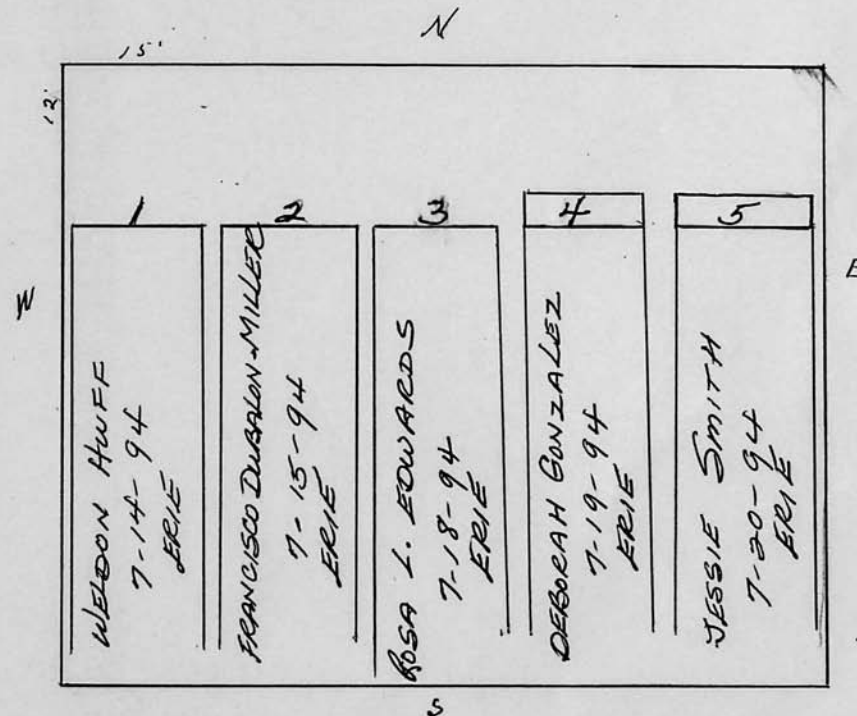 N
15'
12'
W
E
1
WELDON HUFF
7-14-94
ERIE
2
FRANCISCO DUBALON-MILLER
7-15-94
ERIE
3
ROSA L. EDWARDS
7-18-94
ERIE
4
DEBORAH GONZALEZ
7-19-94
ERIE
5
JESSIE SMITH
7-20-94
ERIE
S